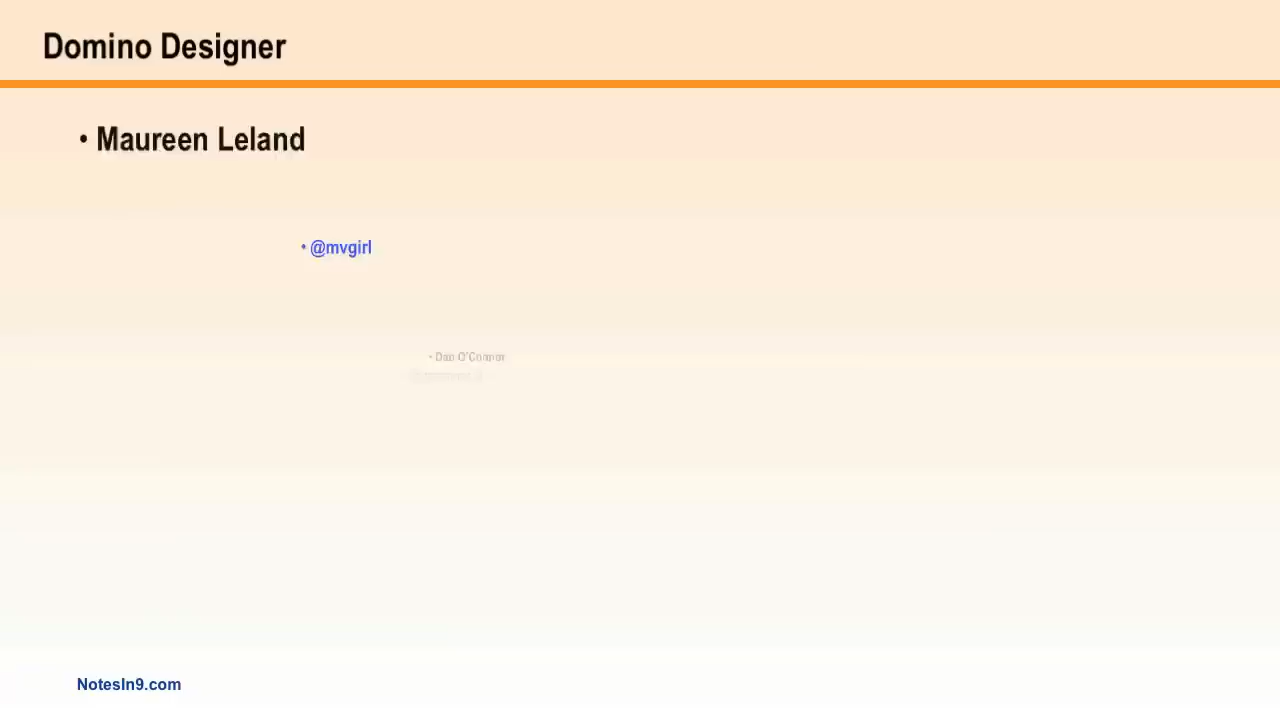 Domino Designer
• Maureen Leland
• @mvgirl
• Dan O'Connor
NotesIn9.com